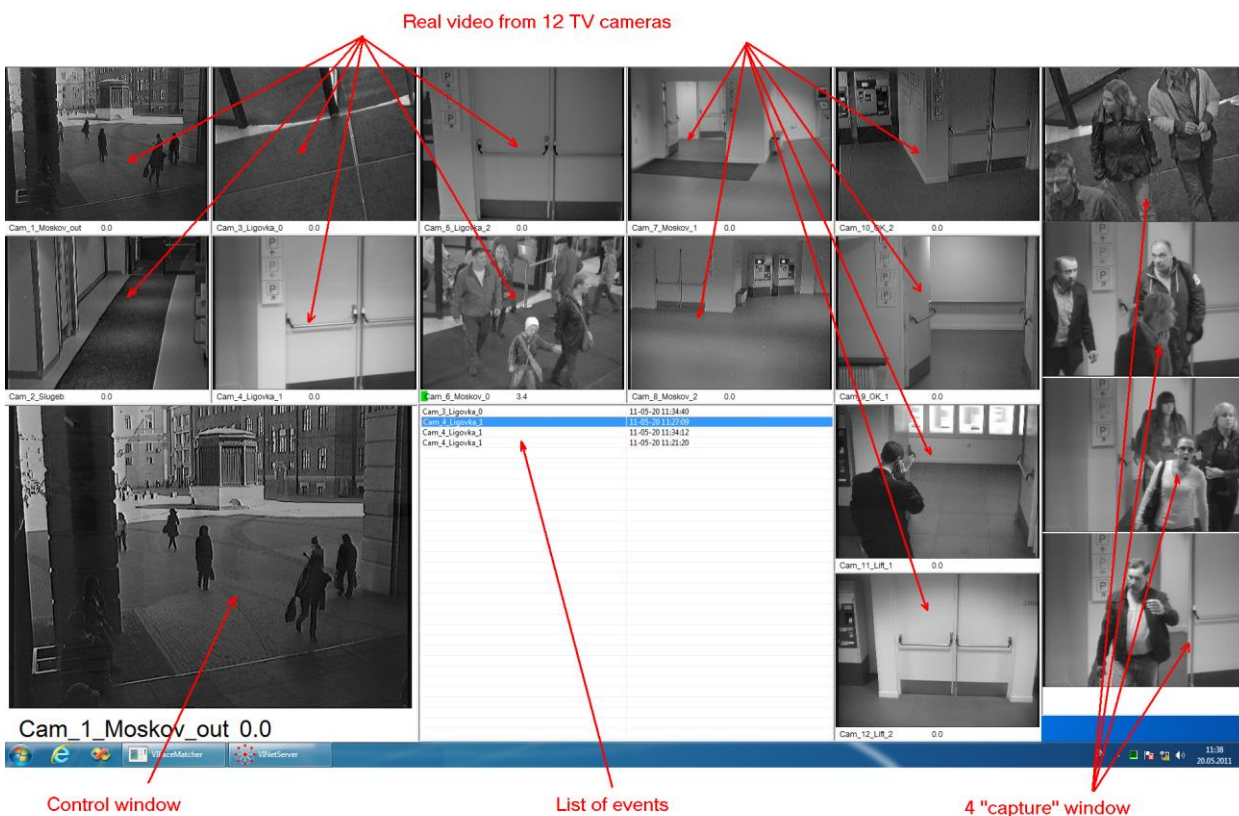 Real video from 12 TV cameras
Cam_1_Moskov_out 0.0
Cam_3_Ligovka_0 0.0
Cam_5_Ligovka_2 0.0
Cam_7_Moskov_1 0.0
Cam_10_OK_2 0.0
Cam_2_Slugeb 0.0
Cam_4_Ligovka_1 0.0
Cam_6_Moskov_0 3.4
Cam_8_Moskov_2 0.0
Cam_9_OK_1 0.0
Cam_3_Ligovka_0 11-05-20 11:34:40
Cam_4_Ligovka_1 11-05-20 11:27:09
Cam_4_Ligovka_1 11-05-20 11:34:12
Cam_4_Ligovka_1 11-05-20 11:21:20
Cam_11_Lift_1 0.0
Cam_12_Lift_2 0.0
Cam_1_Moskov_out 0.0
VIFaceMatcher
VINetServer
11:38
20.05.2011
Control window
List of events
4 "capture" window